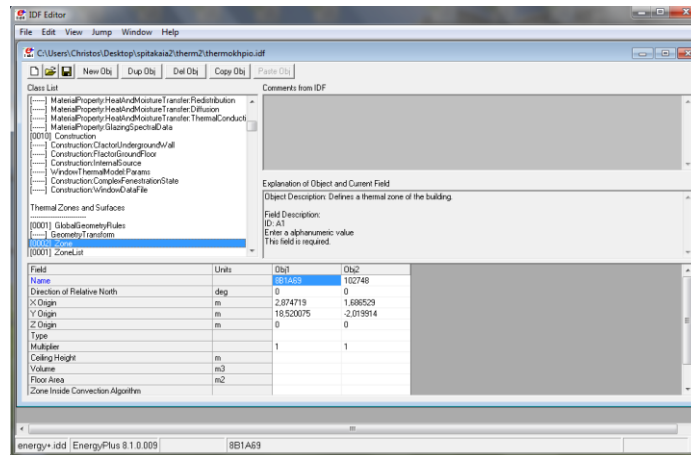 IDF Editor
File Edit View Jump Window Help
C:\Users\Christos\Desktop\spitakaia2\therm2\thermokhpio.idf
New Obj Dup Obj Del Obj Copy Obj Paste Obj
Class List
Comments from IDF
[------] MaterialProperty:HeatAndMoistureTransfer:Redistribution
[------] MaterialProperty:HeatAndMoistureTransfer:Diffusion
[------] MaterialProperty:HeatAndMoistureTransfer:ThermalConducti
[------] MaterialProperty:GlazingSpectralData
[0010] Construction
[------] Construction:CfactorUndergroundWall
[------] Construction:FfactorGroundFloor
[------] Construction:InternalSource
[------] WindowThermalModel:Params
[------] Construction:ComplexFenestrationState
[------] Construction:WindowDataFile
Thermal Zones and Surfaces
-------------------------
[0001] GlobalGeometryRules
[------] GeometryTransform
[0002] Zone
[0001] ZoneList
Explanation of Object and Current Field
Object Description: Defines a thermal zone of the building.
Field Description:
ID: A1
Enter a alphanumeric value
This field is required.
Field Units Obj1 Obj2
Name 8B1A69 102748
Direction of Relative North deg 0 0
X Origin m 2,874719 1,686529
Y Origin m 18,520075 -2,019914
Z Origin m 0 0
Type
Multiplier 1 1
Ceiling Height m
Volume m3
Floor Area m2
Zone Inside Convection Algorithm
energy+.idd EnergyPlus 8.1.0.009 8B1A69